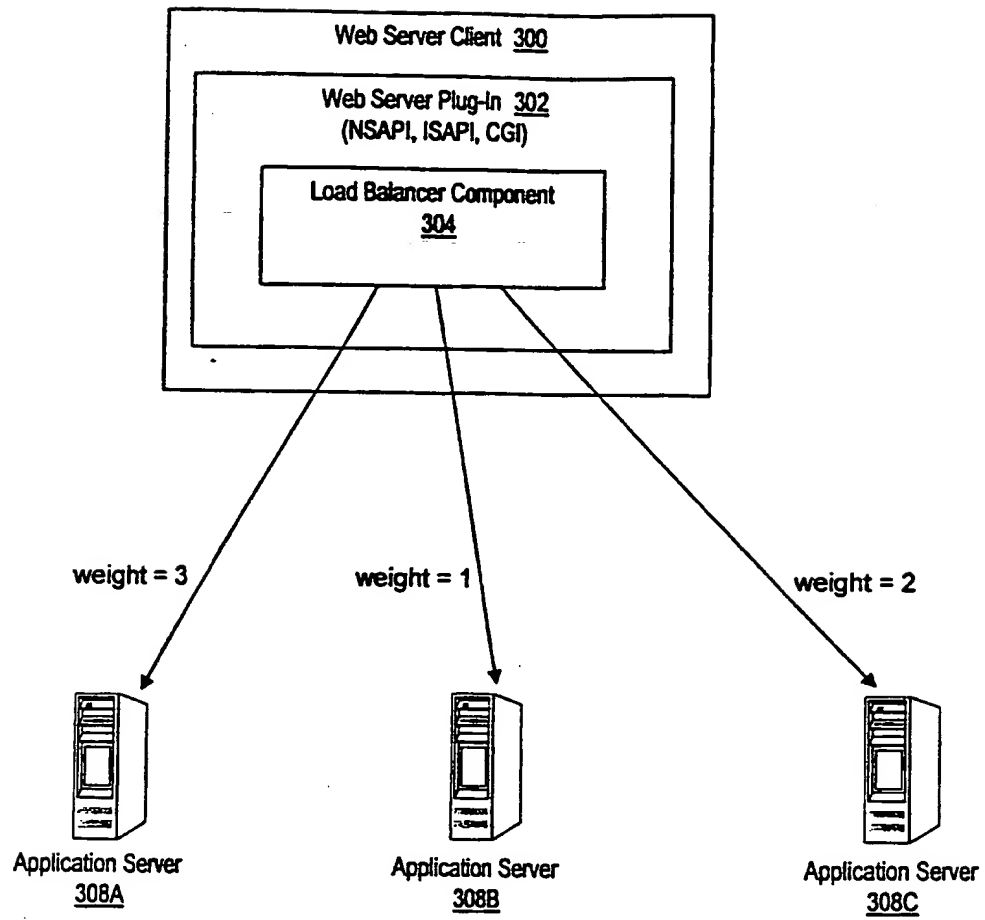 Web Server Client 300
Web Server Plug-in 302
(NSAPI, ISAPI, CGI)
Load Balancer Component
304
weight = 3
weight = 1
weight = 2
Application Server
308A
Application Server
308B
Application Server
308C